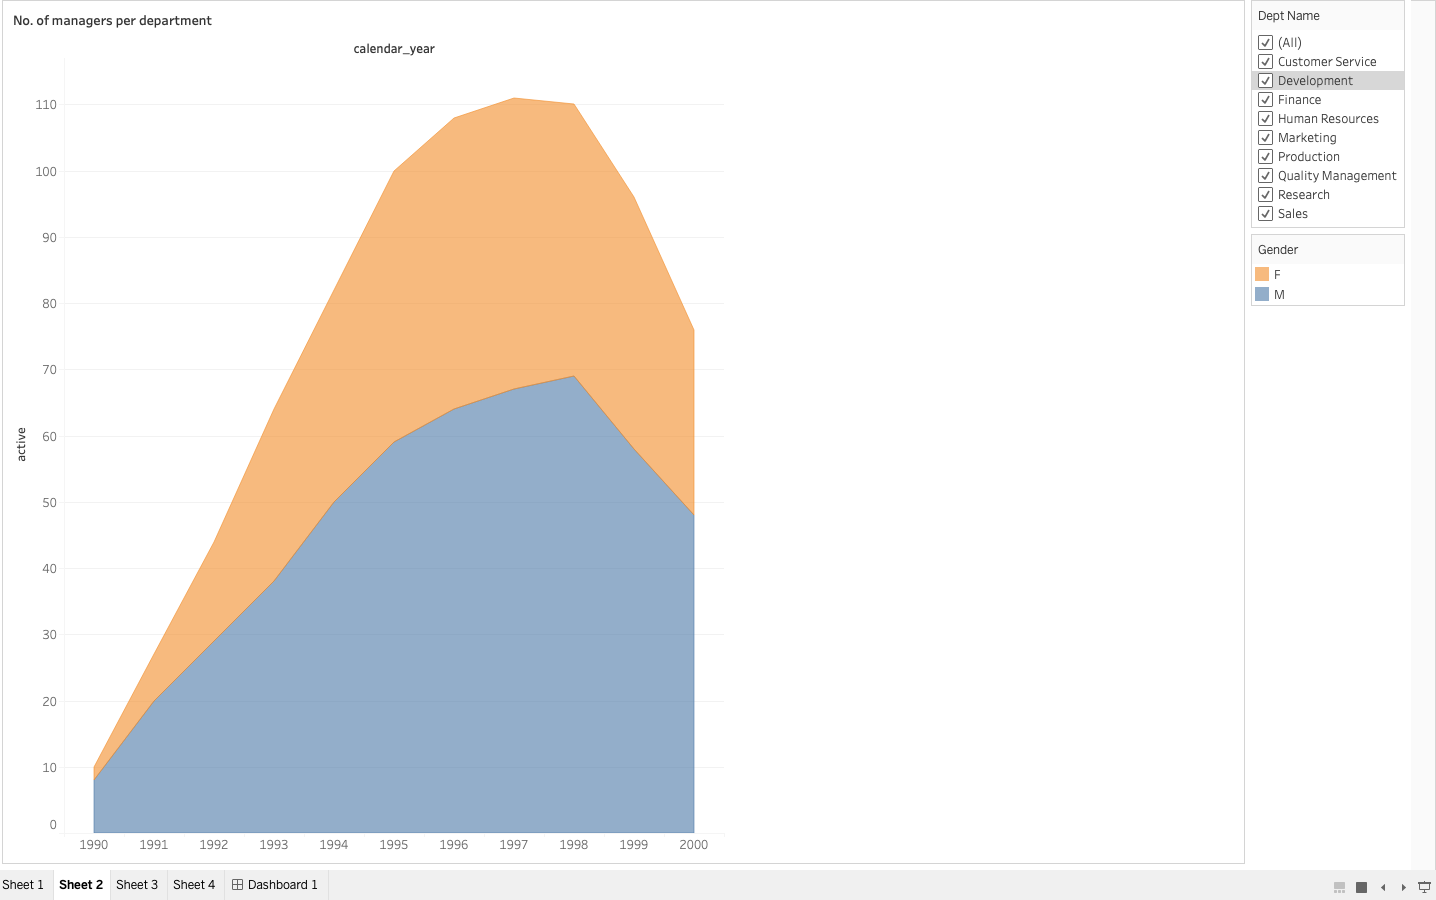 No. of managers per department
calendar_year
110
100
90
80
70
60
50
40
30
20
10
0
active
1990 1991 1992 1993 1994 1995 1996 1997 1998 1999 2000
Dept Name
(All)
Customer Service
Development
Finance
Human Resources
Marketing
Production
Quality Management
Research
Sales
Gender
F
M
Sheet 1 Sheet 2 Sheet 3 Sheet 4 Dashboard 1